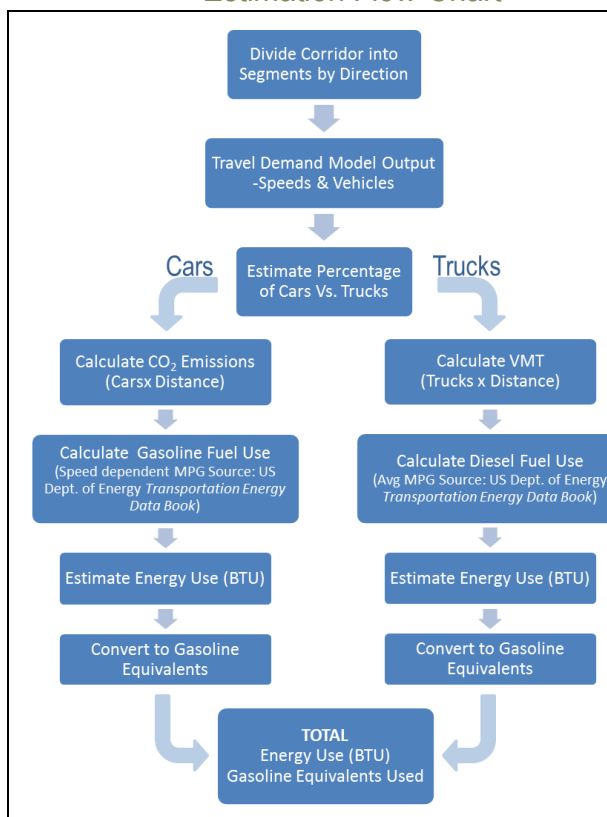 Estimation Flow Chart
Divide Corridor into
Segments by Direction
Travel Demand Model Output
-Speeds & Vehicles
Estimate Percentage
of Cars Vs. Trucks
Cars
Calculate CO₂ Emissions
(Carsx Distance)
Calculate Gasoline Fuel Use
(Speed dependent MPG Source: US
Dept. of Energy Transportation Energy
Data Book)
Estimate Energy Use (BTU)
Convert to Gasoline
Equivalents
Trucks
Calculate VMT
(Trucks x Distance)
Calculate Diesel Fuel Use
(Avg MPG Source: US Dept. of Energy
Transportation Energy Data Book)
Estimate Energy Use (BTU)
Convert to Gasoline
Equivalents
TOTAL
Energy Use (BTU)
Gasoline Equivalents Used